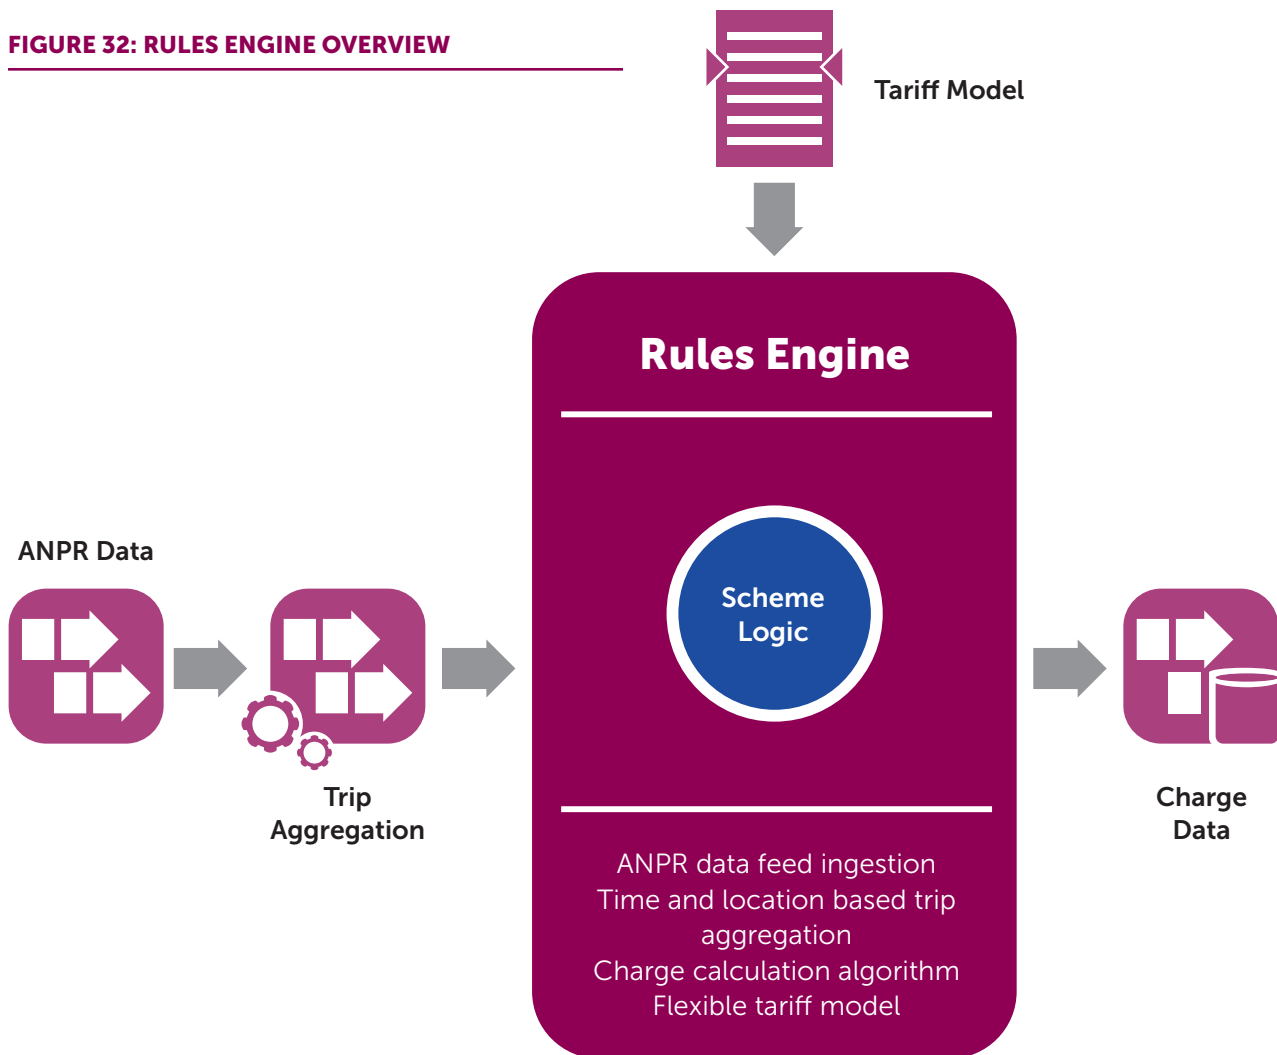 FIGURE 32: RULES ENGINE OVERVIEW
Tariff Model
Rules Engine
ANPR Data
Scheme
Logic
Trip
Aggregation
Charge
Data
ANPR data feed ingestion
Time and location based trip
aggregation
Charge calculation algorithm
Flexible tariff model